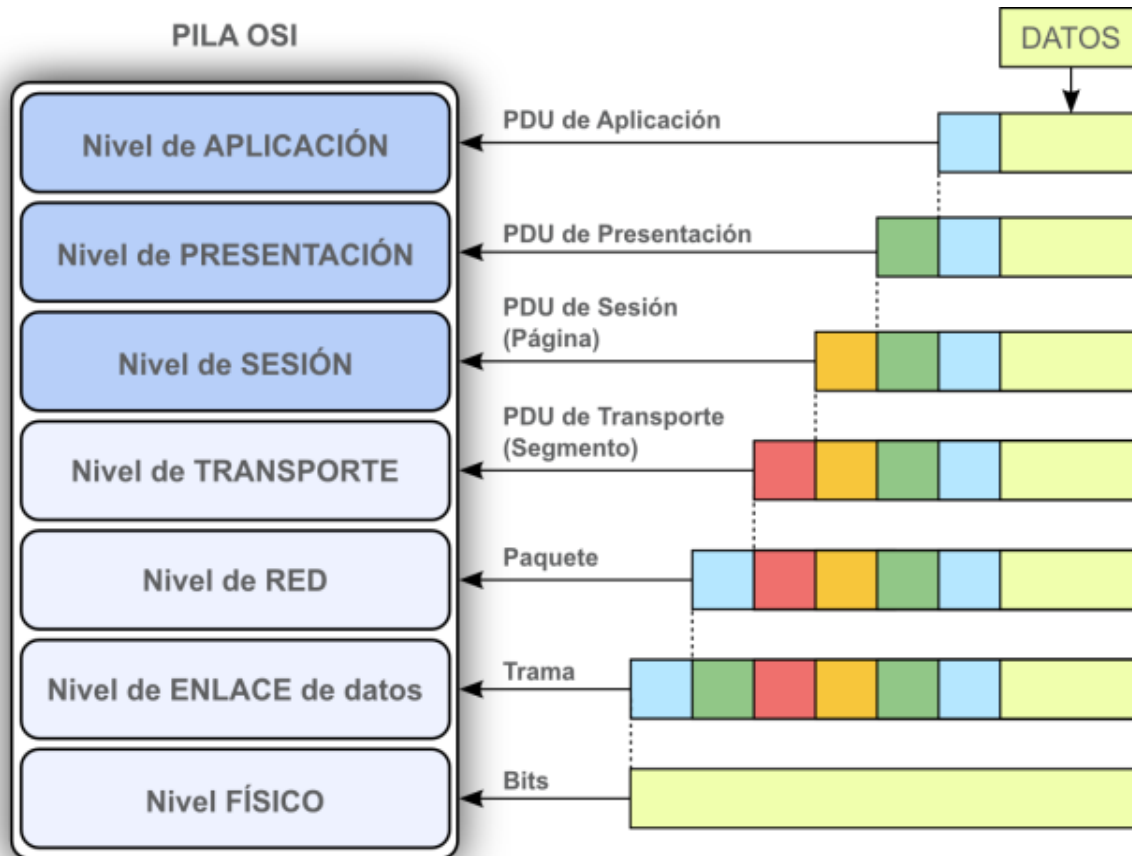 PILA OSI
DATOS
Nivel de APLICACIÓN
PDU de Aplicación
Nivel de PRESENTACIÓN
PDU de Presentación
Nivel de SESIÓN
PDU de Sesión
(Página)
Nivel de TRANSPORTE
PDU de Transporte
(Segmento)
Nivel de RED
Paquete
Nivel de ENLACE de datos
Trama
Nivel FÍSICO
Bits